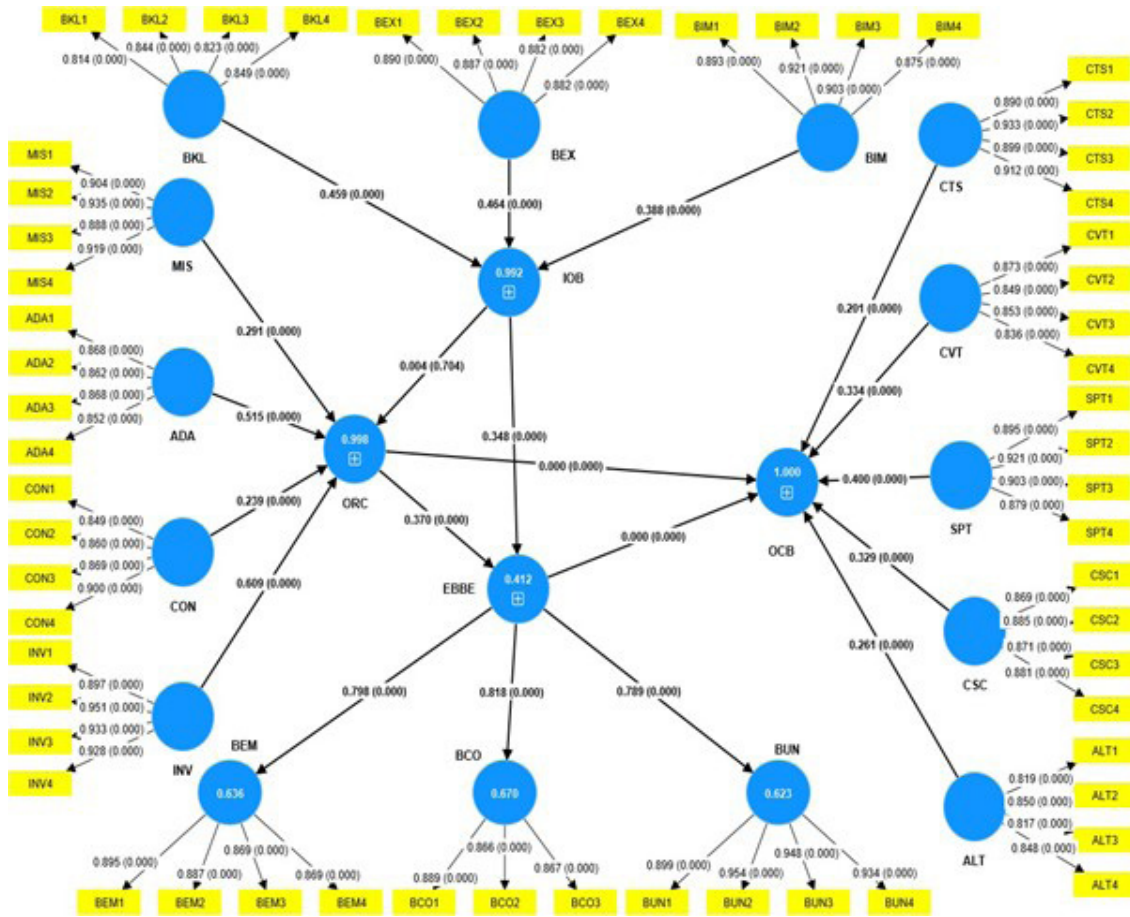 BKL1
BKL2
BKL3
BKL4
0.814 (0.000)
0.844 (0.000)
0.823 (0.000)
0.849 (0.000)
BKL
BEX1
BEX2
BEX3
BEX4
0.890 (0.000)
0.887 (0.000)
0.882 (0.000)
0.882 (0.000)
BEX
BIM1
BIM2
BIM3
BIM4
0.893 (0.000)
0.921 (0.000)
0.903 (0.000)
0.875 (0.000)
BIM
CTS1
CTS2
CTS3
CTS4
0.890 (0.000)
0.933 (0.000)
0.899 (0.000)
0.912 (0.000)
CTS
MIS1
MIS2
MIS3
MIS4
0.904 (0.000)
0.935 (0.000)
0.888 (0.000)
0.919 (0.000)
MIS
0.459 (0.000)
0.464 (0.000)
0.388 (0.000)
0.992
IOB
CVT1
CVT2
CVT3
CVT4
0.873 (0.000)
0.849 (0.000)
0.853 (0.000)
0.836 (0.000)
CVT
ADA1
ADA2
ADA3
ADA4
0.868 (0.000)
0.862 (0.000)
0.868 (0.000)
0.852 (0.000)
ADA
0.291 (0.000)
0.004 (0.704)
0.201 (0.000)
0.334 (0.000)
0.515 (0.000)
0.348 (0.000)
0.998
ORC
0.000 (0.000)
1.000
OCB
0.400 (0.000)
SPT1
SPT2
SPT3
SPT4
0.895 (0.000)
0.921 (0.000)
0.903 (0.000)
0.879 (0.000)
SPT
CON1
CON2
CON3
CON4
0.849 (0.000)
0.860 (0.000)
0.869 (0.000)
0.900 (0.000)
CON
0.239 (0.000)
0.370 (0.000)
0.000 (0.000)
0.329 (0.000)
EBBE
0.412
CSC1
CSC2
CSC3
CSC4
0.869 (0.000)
0.885 (0.000)
0.871 (0.000)
0.881 (0.000)
CSC
0.609 (0.000)
0.261 (0.000)
INV1
INV2
INV3
INV4
0.897 (0.000)
0.951 (0.000)
0.933 (0.000)
0.928 (0.000)
INV
0.798 (0.000)
0.818 (0.000)
0.789 (0.000)
BEM
0.636
BCO
0.670
BUN
0.623
ALT1
ALT2
ALT3
ALT4
0.819 (0.000)
0.850 (0.000)
0.817 (0.000)
0.848 (0.000)
ALT
0.895 (0.000)
0.887 (0.000)
0.869 (0.000)
0.869 (0.000)
0.889 (0.000)
0.866 (0.000)
0.867 (0.000)
0.899 (0.000)
0.954 (0.000)
0.948 (0.000)
0.934 (0.000)
BEM1
BEM2
BEM3
BEM4
BCO1
BCO2
BCO3
BUN1
BUN2
BUN3
BUN4